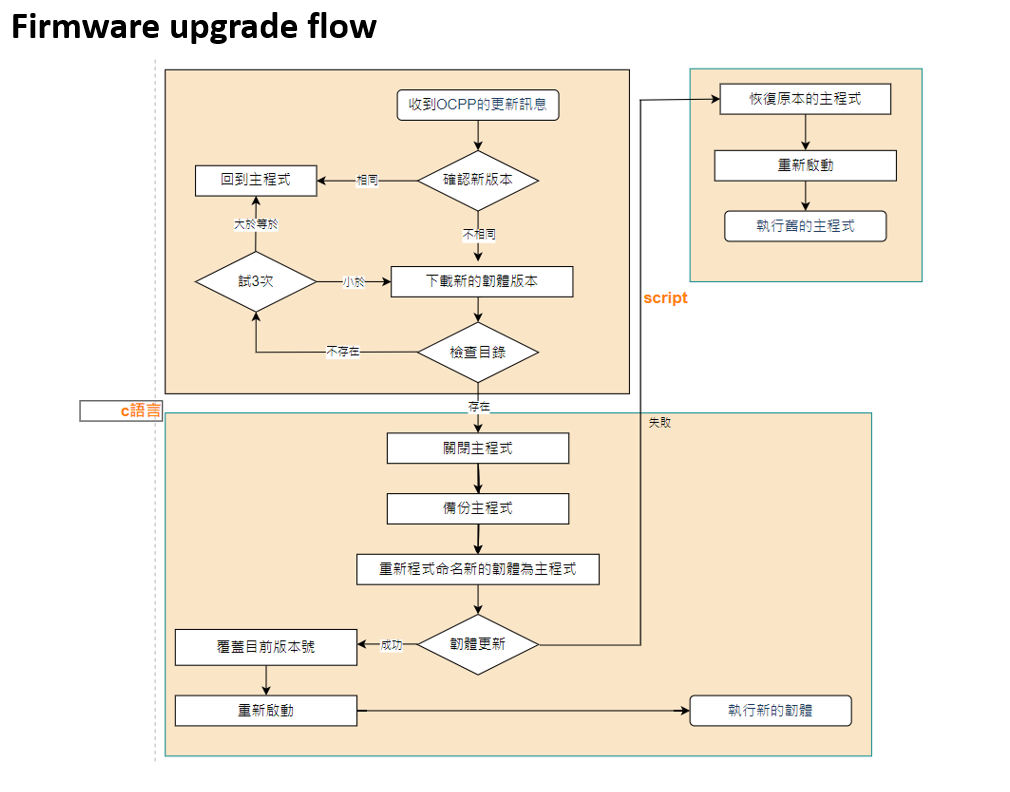 Firmware upgrade flow
收到OCPP的更新訊息
確認新版本
相同
回到主程式
不相同
大於等於
試3次
小於
下載新的韌體版本
檢查目錄
不存在
存在
c語言
關閉主程式
備份主程式
重新程式命名新的韌體為主程式
韌體更新
成功
覆蓋目前版本號
重新啟動
執行新的韌體
失敗
script
恢復原本的主程式
重新啟動
執行舊的主程式